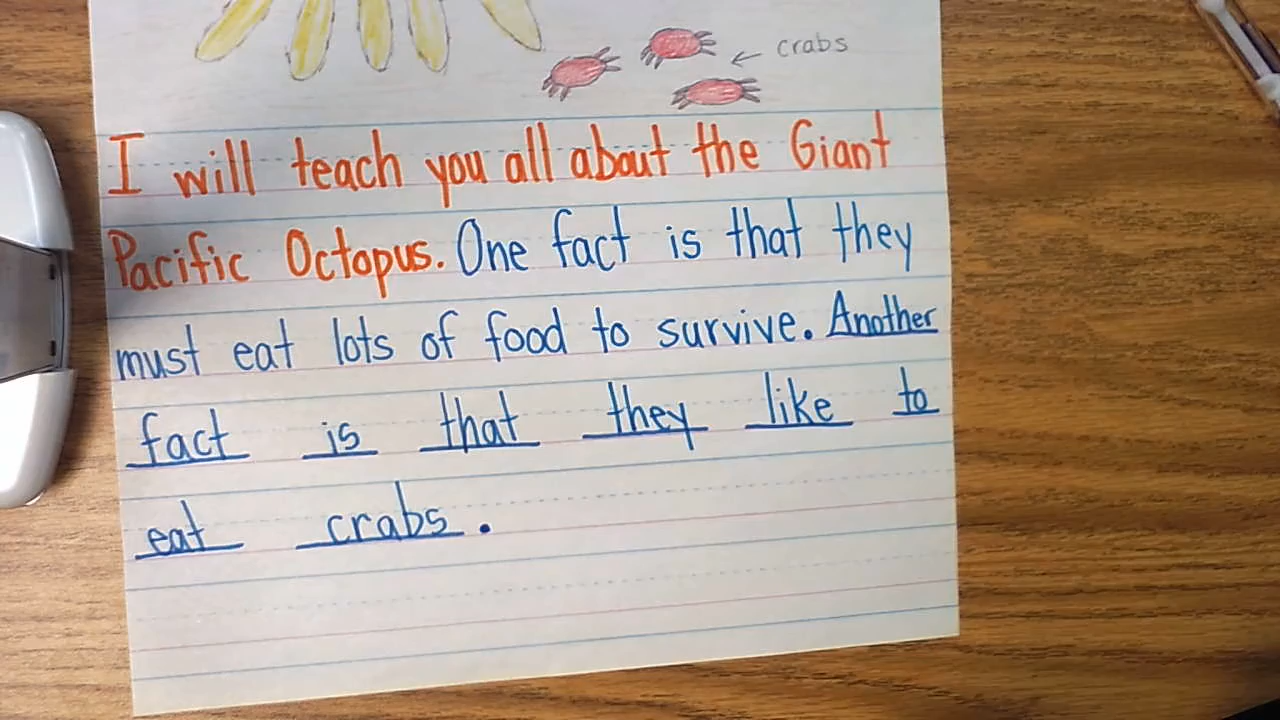 crabs
I will teach you all about the Giant
Pacific Octopus. One fact is that they
must eat lots of food to survive. Another
fact is that they like to
eat crabs.